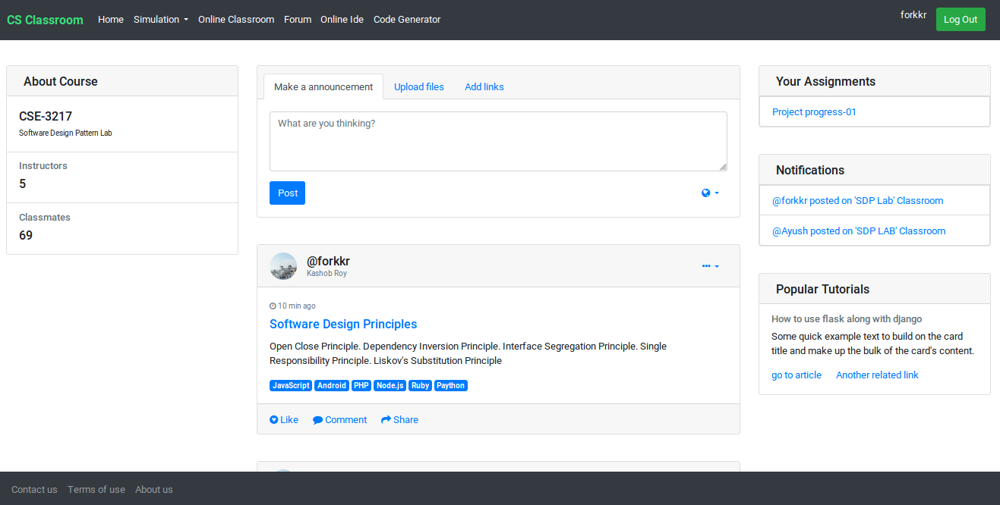 CS Classroom Home Simulation Online Classroom Forum Online Ide Code Generator forkkr Log Out
About Course
CSE-3217
Software Design Pattern Lab
Instructors
5
Classmates
69
Make a announcement Upload files Add links
What are you thinking?
Post
@forkkr
Kashob Roy
10 min ago
Software Design Principles
Open Close Principle. Dependency Inversion Principle. Interface Segregation Principle. Single
Responsibility Principle. Liskov's Substitution Principle
JavaScript Android PHP Node.js Ruby Paython
Like Comment Share
Your Assignments
Project progress-01
Notifications
@forkkr posted on 'SDP Lab' Classroom
@Ayush posted on 'SDP LAB' Classroom
Popular Tutorials
How to use flask along with django
Some quick example text to build on the card
title and make up the bulk of the card's content.
go to article Another related link
Contact us Terms of use About us